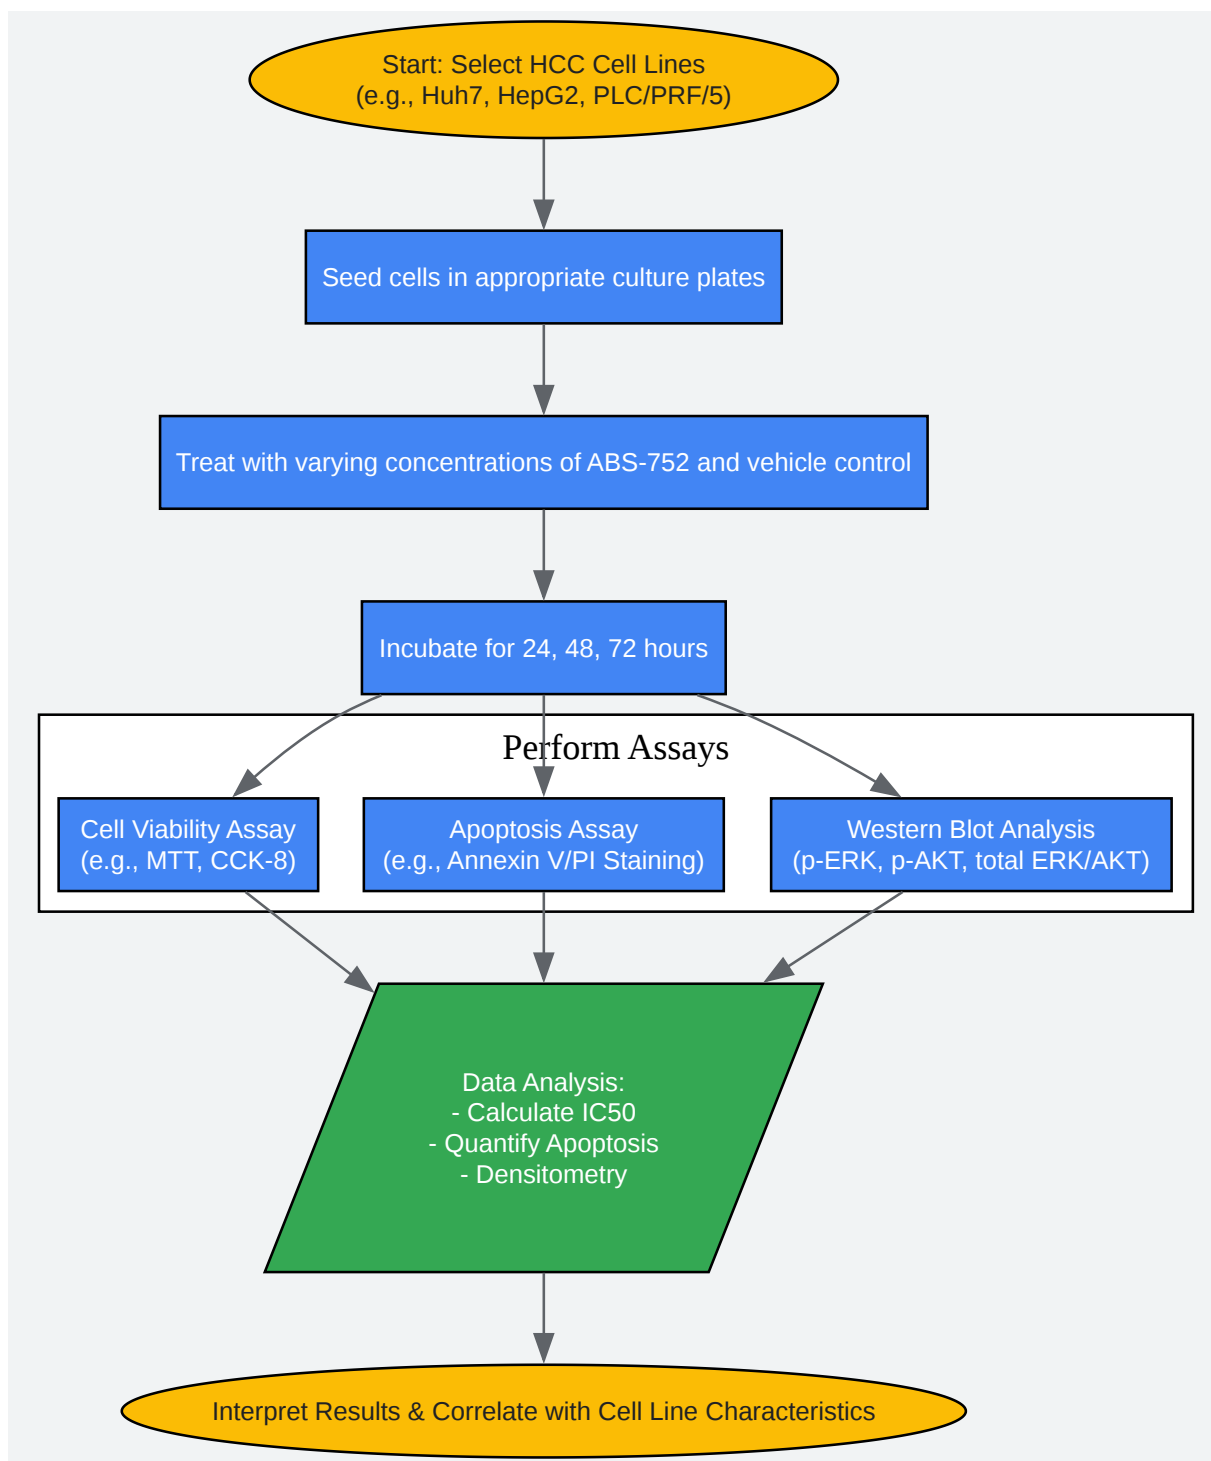 Start: Select HCC Cell Lines
(e.g., Huh7, HepG2, PLC/PRF/5)
Seed cells in appropriate culture plates
Treat with varying concentrations of ABS-752 and vehicle control
Incubate for 24, 48, 72 hours
Perform Assays
Cell Viability Assay
(e.g., MTT, CCK-8)
Apoptosis Assay
(e.g., Annexin V/PI Staining)
Western Blot Analysis
(p-ERK, p-AKT, total ERK/AKT)
Data Analysis:
- Calculate IC50
- Quantify Apoptosis
- Densitometry
Interpret Results & Correlate with Cell Line Characteristics